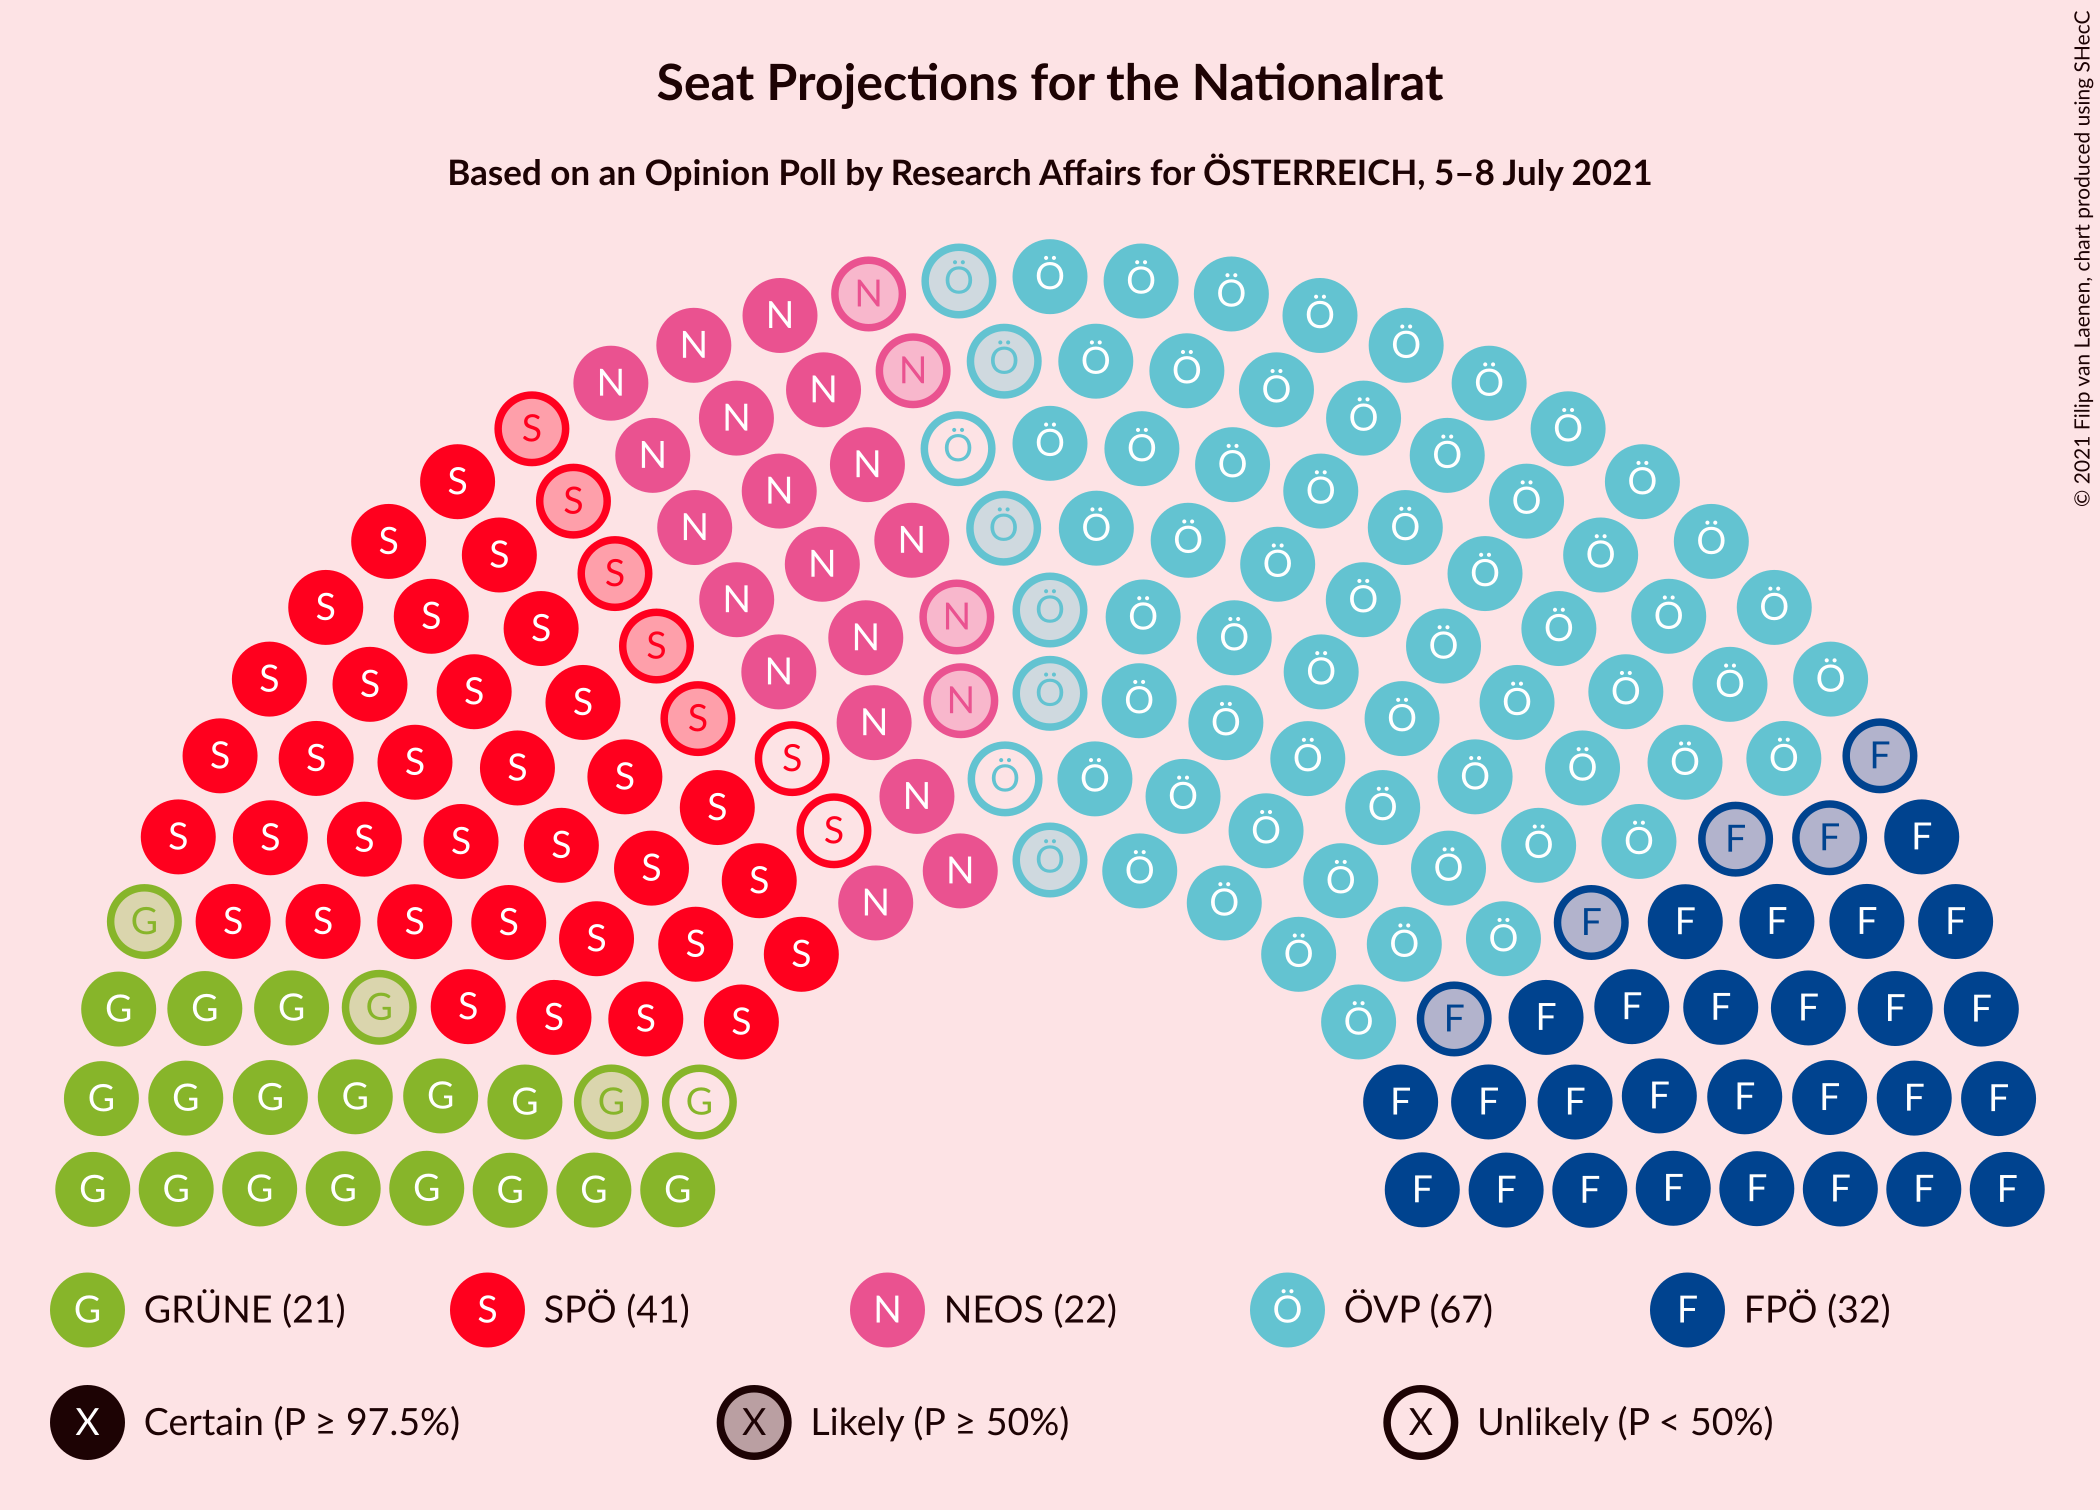 Seat Projections for the Nationalrat
Based on an Opinion Poll by Research Affairs for ÖSTERREICH, 5–8 July 2021
© 2021 Filip van Laenen, chart produced using SHecC
N Ö Ö Ö Ö
N N Ö Ö
N N N Ö Ö Ö Ö Ö Ö
S N N Ö Ö Ö
S S N N N Ö Ö Ö Ö Ö Ö Ö
S S S N N N Ö Ö Ö Ö Ö Ö Ö
S S S S N N N Ö Ö Ö Ö Ö Ö Ö
S S S S S N N N Ö Ö Ö Ö Ö Ö Ö Ö
S S S S S S S N Ö Ö Ö Ö Ö Ö Ö Ö F
S S S S S S S S S Ö Ö Ö Ö Ö F F F
G S S S S S S S N N Ö Ö Ö Ö Ö Ö F F F F F
G G G G S S S S Ö F F F F F F F
G G G G G G G G F F F F F F F F
G G G G G G G G F F F F F F F F
G GRÜNE (21) S SPÖ (41) N NEOS (22) Ö ÖVP (67) F FPÖ (32)
X Certain (P ≥ 97.5%) X Likely (P ≥ 50%) X Unlikely (P < 50%)